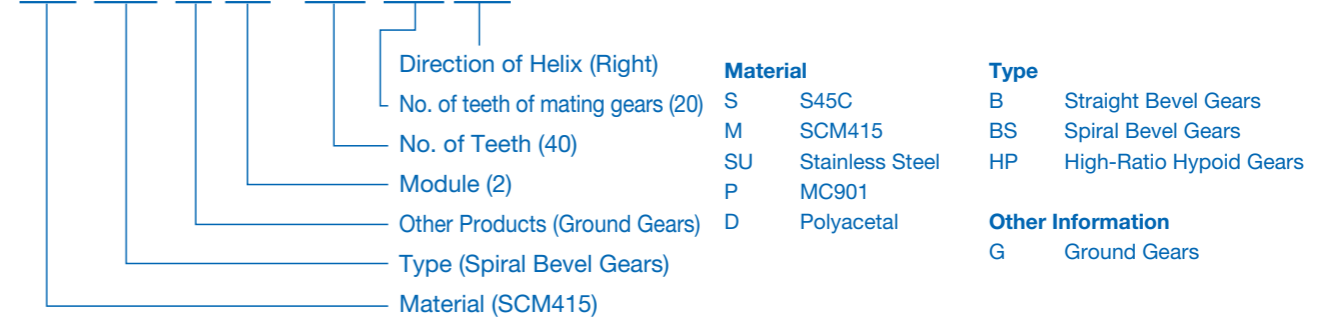 Direction of Helix (Right)
No. of teeth of mating gears (20)
No. of Teeth (40)
Module (2)
Other Products (Ground Gears)
Type (Spiral Bevel Gears)
Material (SCM415)
Material
S S45C
M SCM415
SU Stainless Steel
P MC901
D Polyacetal
Type
B Straight Bevel Gears
BS Spiral Bevel Gears
HP High-Ratio Hypoid Gears
Other Information
G Ground Gears